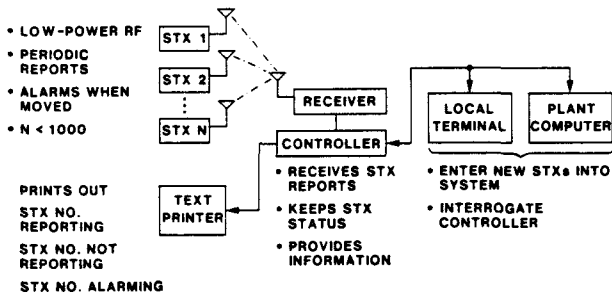 • LOW-POWER RF
• PERIODIC
REPORTS
• ALARMS WHEN
MOVED
• N < 1000
STX 1
STX 2
STX N
RECEIVER
CONTROLLER
• RECEIVES STX
REPORTS
• KEEPS STX
STATUS
• PROVIDES
INFORMATION
LOCAL
TERMINAL
PLANT
COMPUTER
• ENTER NEW STXs INTO
SYSTEM
• INTERROGATE
CONTROLLER
TEXT
PRINTER
PRINTS OUT
STX NO.
REPORTING
STX NO. NOT
REPORTING
STX NO. ALARMING